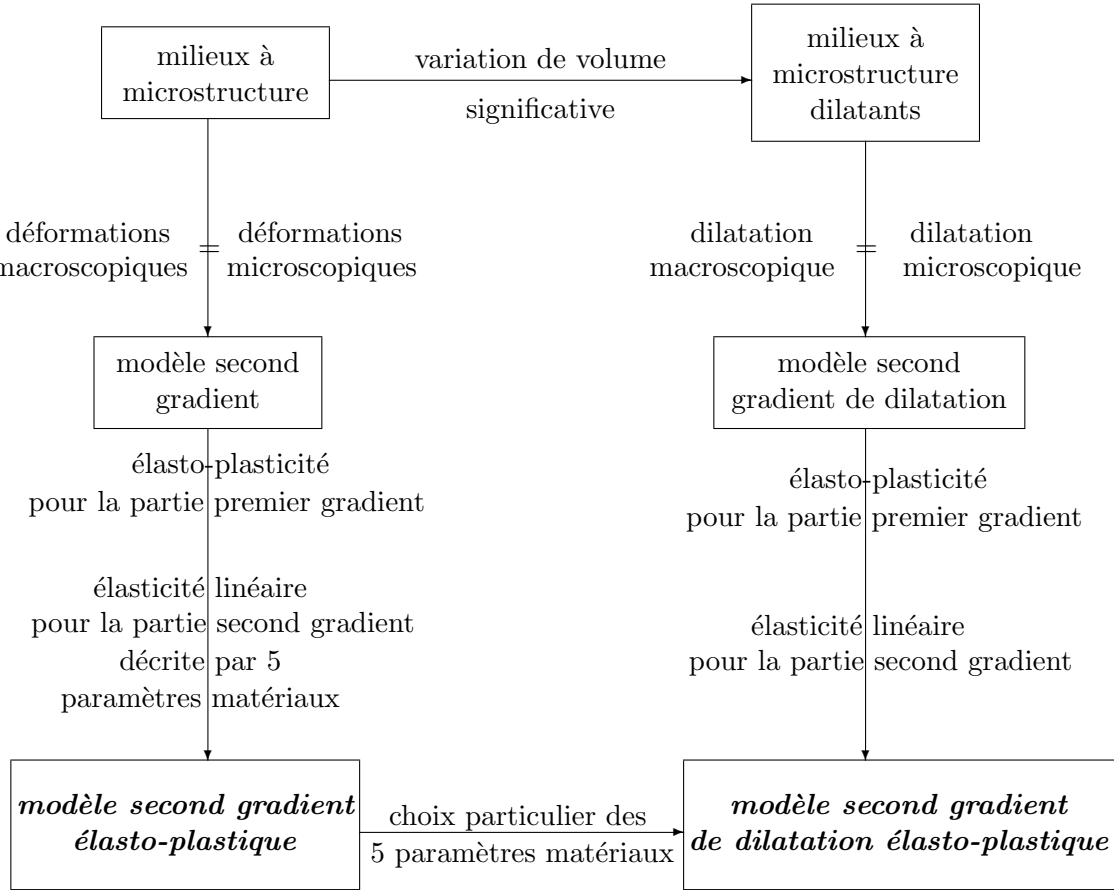 milieux à
microstructure
variation de volume
significative
milieux à
microstructure
dilatants
déformations
macroscopiques
=
déformations
microscopiques
dilatation
macroscopique
=
dilatation
microscopique
modèle second
gradient
modèle second
gradient de dilatation
élasto-plasticité
pour la partie premier gradient
élasticité linéaire
pour la partie second gradient
décrite par 5
paramètres matériaux
élasto-plasticité
pour la partie premier gradient
élasticité linéaire
pour la partie second gradient
modèle second gradient
élasto-plastique
choix particulier des
5 paramètres matériaux
modèle second gradient
de dilatation élasto-plastique